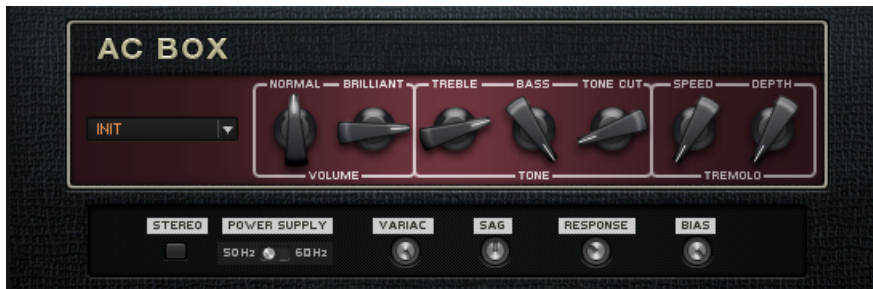 AC BOX
NORMAL BRILLIANT TREBLE BASS TONE CUT SPEED DEPTH
INIT
VOLUME TONE TREMOLO
STEREO POWER SUPPLY VARIAC SAG RESPONSE BIAS
50Hz 60Hz